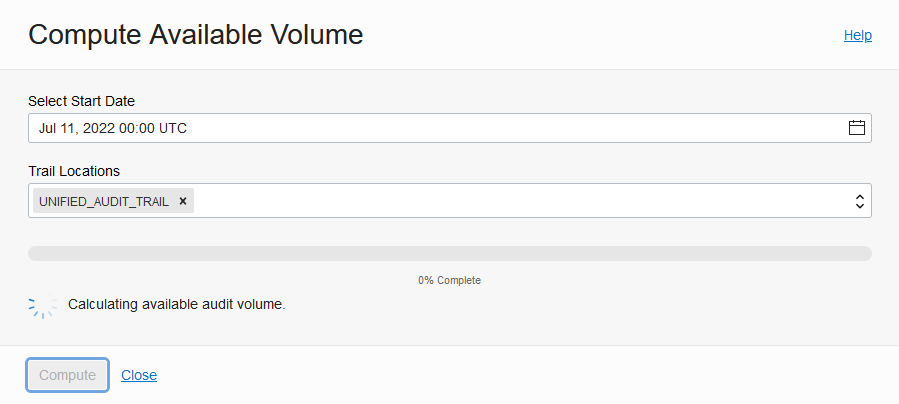 Compute Available Volume
Help
Select Start Date
Jul 11, 2022 00:00 UTC
Trail Locations
UNIFIED_AUDIT_TRAIL ×
0% Complete
Calculating available audit volume.
Compute Close